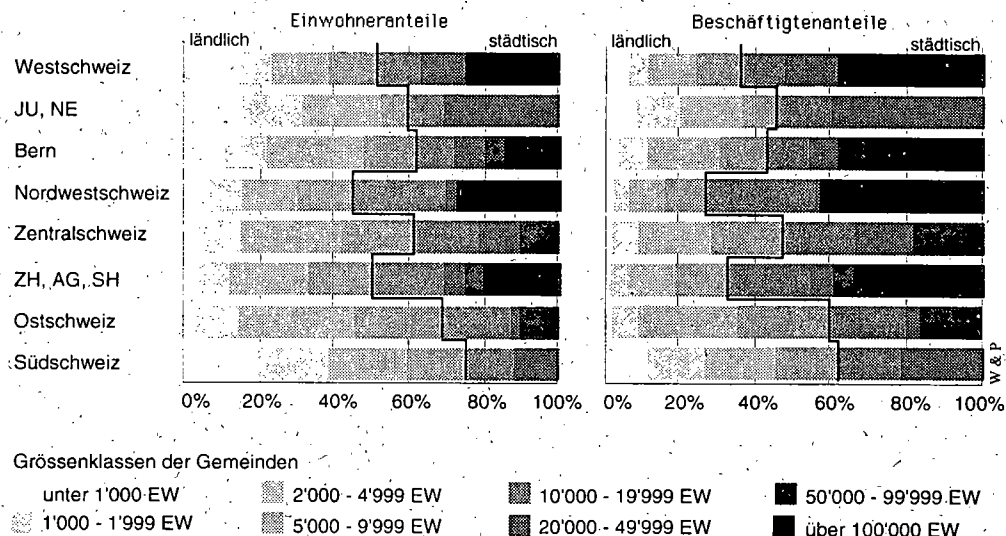 Einwohneranteile
Beschäftigtenanteile
ländlich städtisch
ländlich städtisch
Westschweiz
JU, NE
Bern
Nordwestschweiz
Zentralschweiz
ZH, AG, SH
Ostschweiz
Südschweiz
0% 20% 40% 60% 80% 100%
0% 20% 40% 60% 80% 100%
W & P
Grössenklassen der Gemeinden
unter 1'000 EW
1'000 - 1'999 EW
2'000 - 4'999 EW
5'000 - 9'999 EW
10'000 - 19'999 EW
20'000 - 49'999 EW
50'000 - 99'999 EW
über 100'000 EW